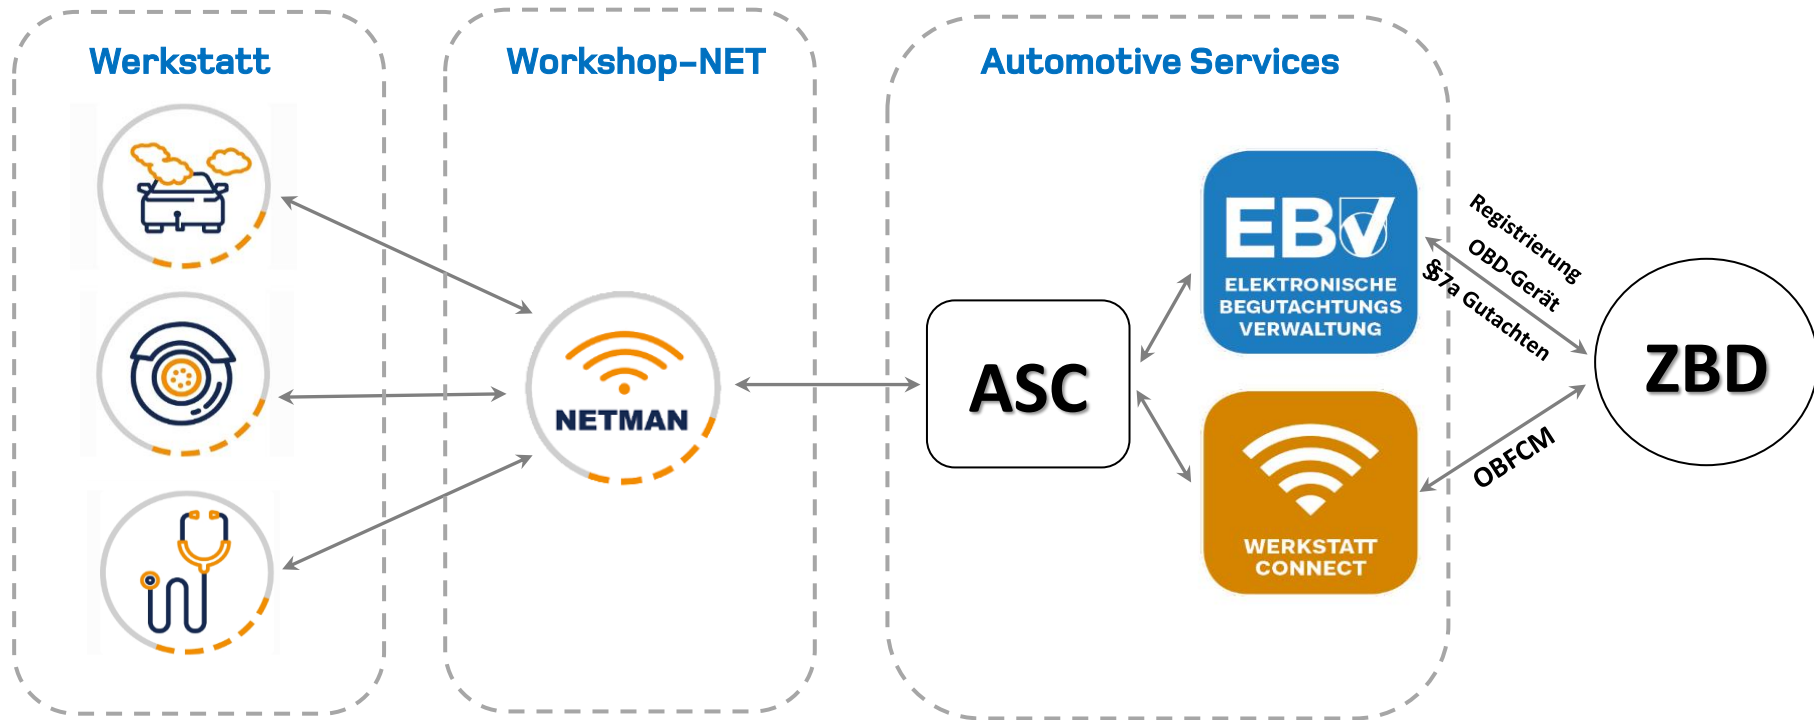 Werkstatt
Workshop-NET
Automotive Services
NETMAN
ASC
EBV
ELEKTRONISCHE
BEGUTACHTUNGS
VERWALTUNG
WERKSTATT
CONNECT
Registrierung
OBD-Gerät
§57a Gutachten
OBFCM
ZBD